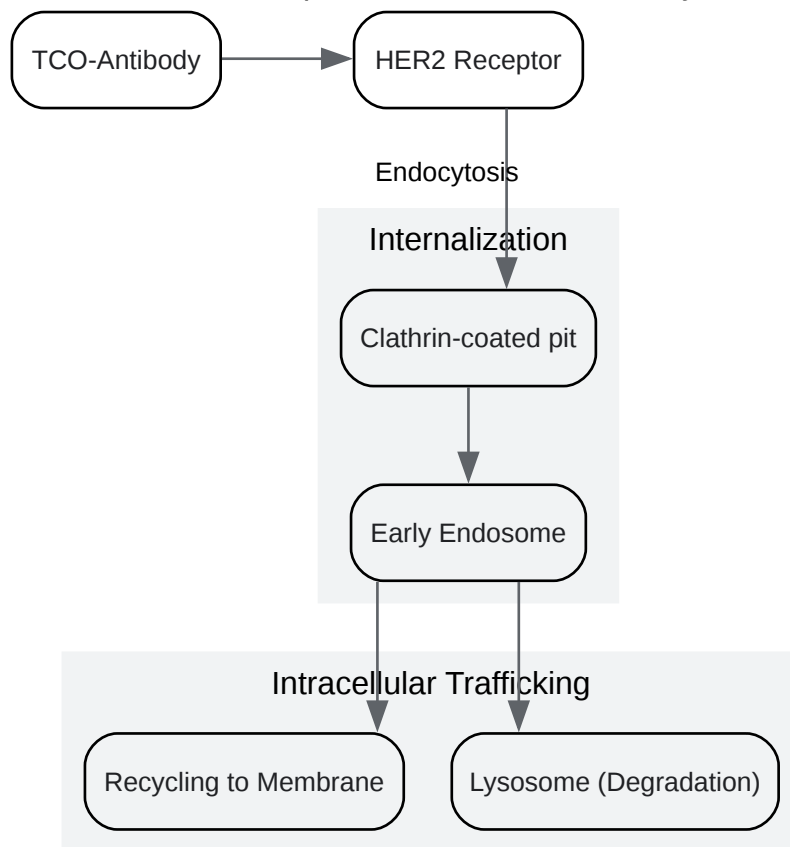 TCO-Antibody
HER2 Receptor
Endocytosis
Internalization
Clathrin-coated pit
Early Endosome
Intracellular Trafficking
Recycling to Membrane
Lysosome (Degradation)